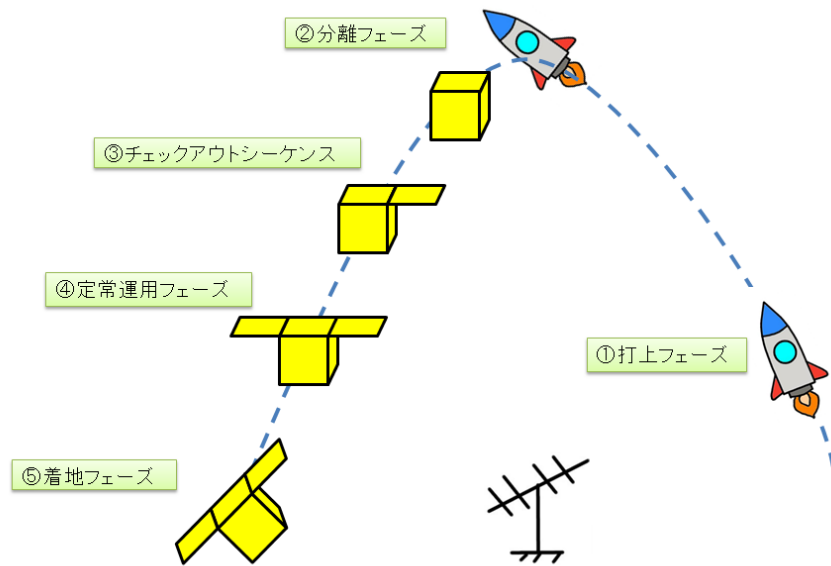 ②分離フェーズ
③チェックアウトシーケンス
④定常運用フェーズ
①打上フェーズ
⑤着地フェーズ